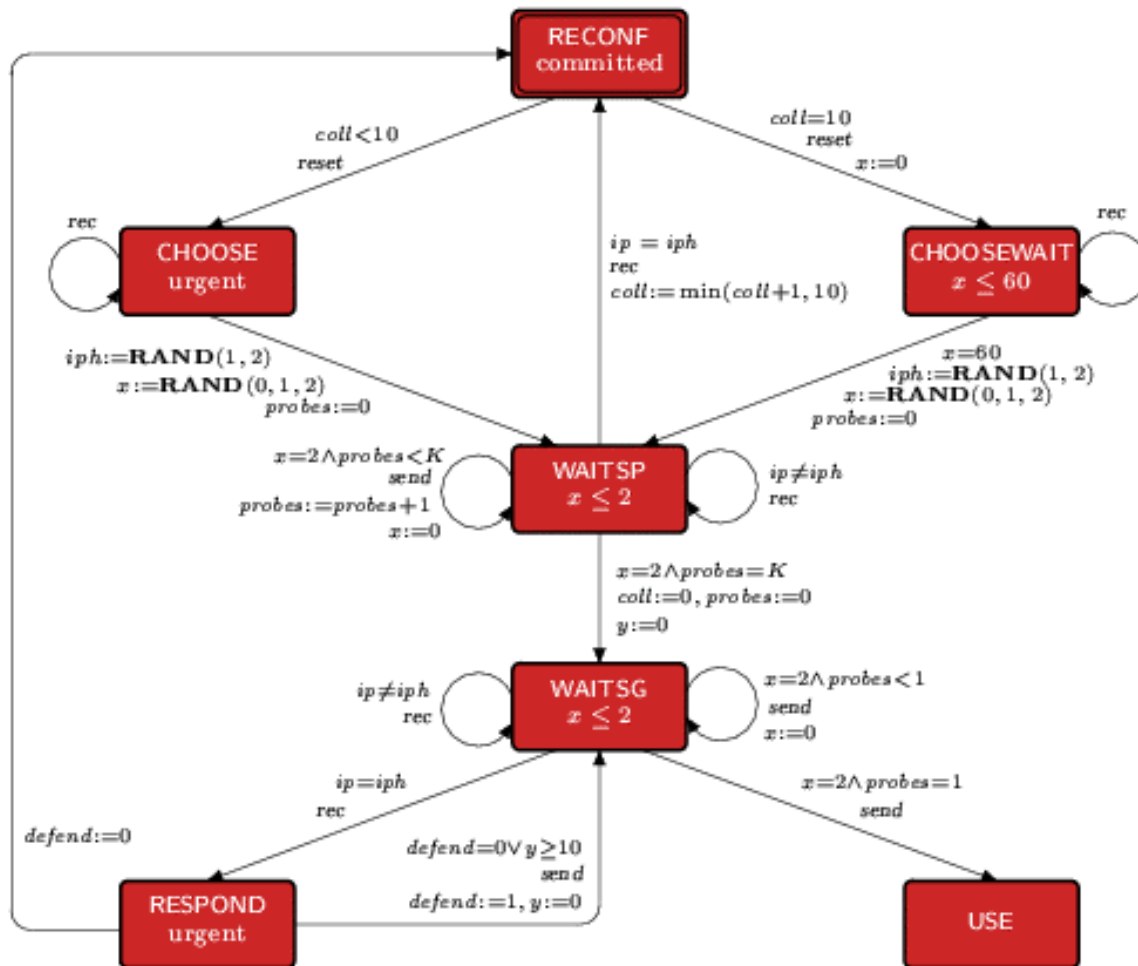 RECONF
committed
coll<10
reset
coll=10
reset
x:=0
rec
CHOOSE
urgent
ip = iph
rec
coll:=min(coll+1, 10)
CHOOSEWAIT
x ≤ 60
rec
iph:=RAND(1, 2)
x:=RAND(0, 1, 2)
probes:=0
x=60
iph:=RAND(1, 2)
x:=RAND(0, 1, 2)
probes:=0
x=2∧probes<K
send
probes:=probes+1
x:=0
WAITSP
x ≤ 2
ip≠iph
rec
x=2∧probes=K
coll:=0, probes:=0
y:=0
ip≠iph
rec
WAITSG
x ≤ 2
x=2∧probes<1
send
x:=0
ip=iph
rec
x=2∧probes=1
send
defend:=0
defend=0∨y≥10
send
defend:=1, y:=0
RESPOND
urgent
USE